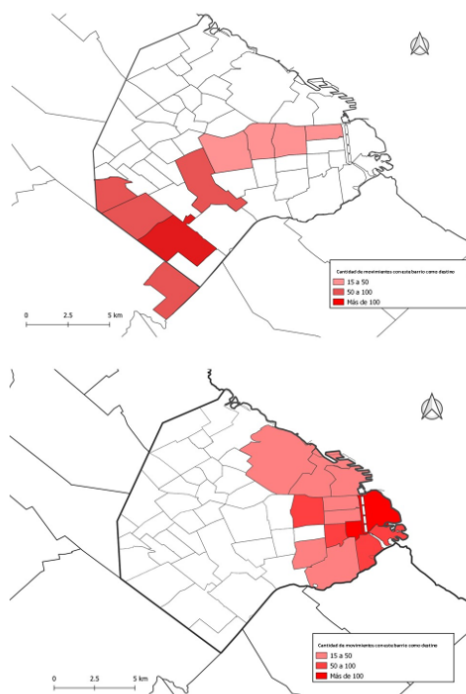 Cantidad de movimientos con este barrio como destino
15 a 50
50 a 100
Más de 100
0 2.5 5 km
Cantidad de movimientos con este barrio como destino
15 a 50
50 a 100
Más de 100
0 2.5 5 km